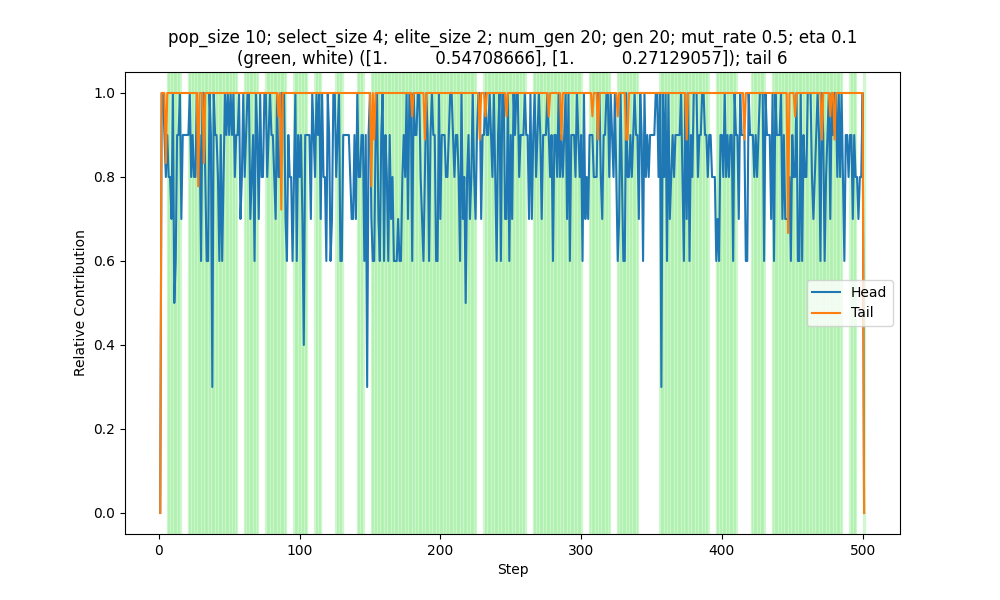 pop_size 10; select_size 4; elite_size 2; num_gen 20; gen 20; mut_rate 0.5; eta 0.1
(green, white) ([1.          0.54708666], [1.          0.27129057]); tail 6
1.0
0.8
0.6
0.4
0.2
0.0
Relative Contribution
Head
Tail
0
100
200
300
400
500
Step